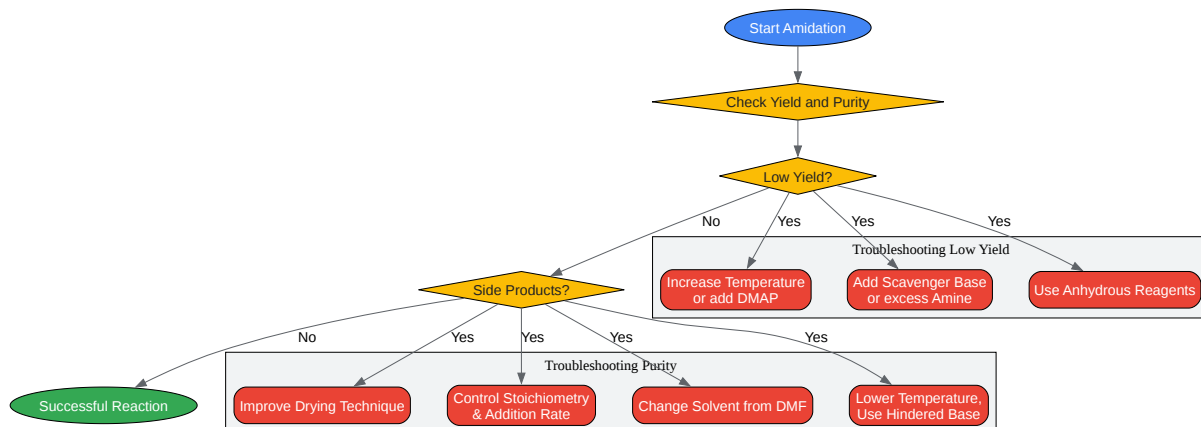 Start Amidation
Check Yield and Purity
Low Yield?
No
Yes
Yes
Yes
Troubleshooting Low Yield
Increase Temperature
or add DMAP
Add Scavenger Base
or excess Amine
Use Anhydrous Reagents
Side Products?
No
Yes
Yes
Yes
Yes
Troubleshooting Purity
Successful Reaction
Improve Drying Technique
Control Stoichiometry
& Addition Rate
Change Solvent from DMF
Lower Temperature,
Use Hindered Base